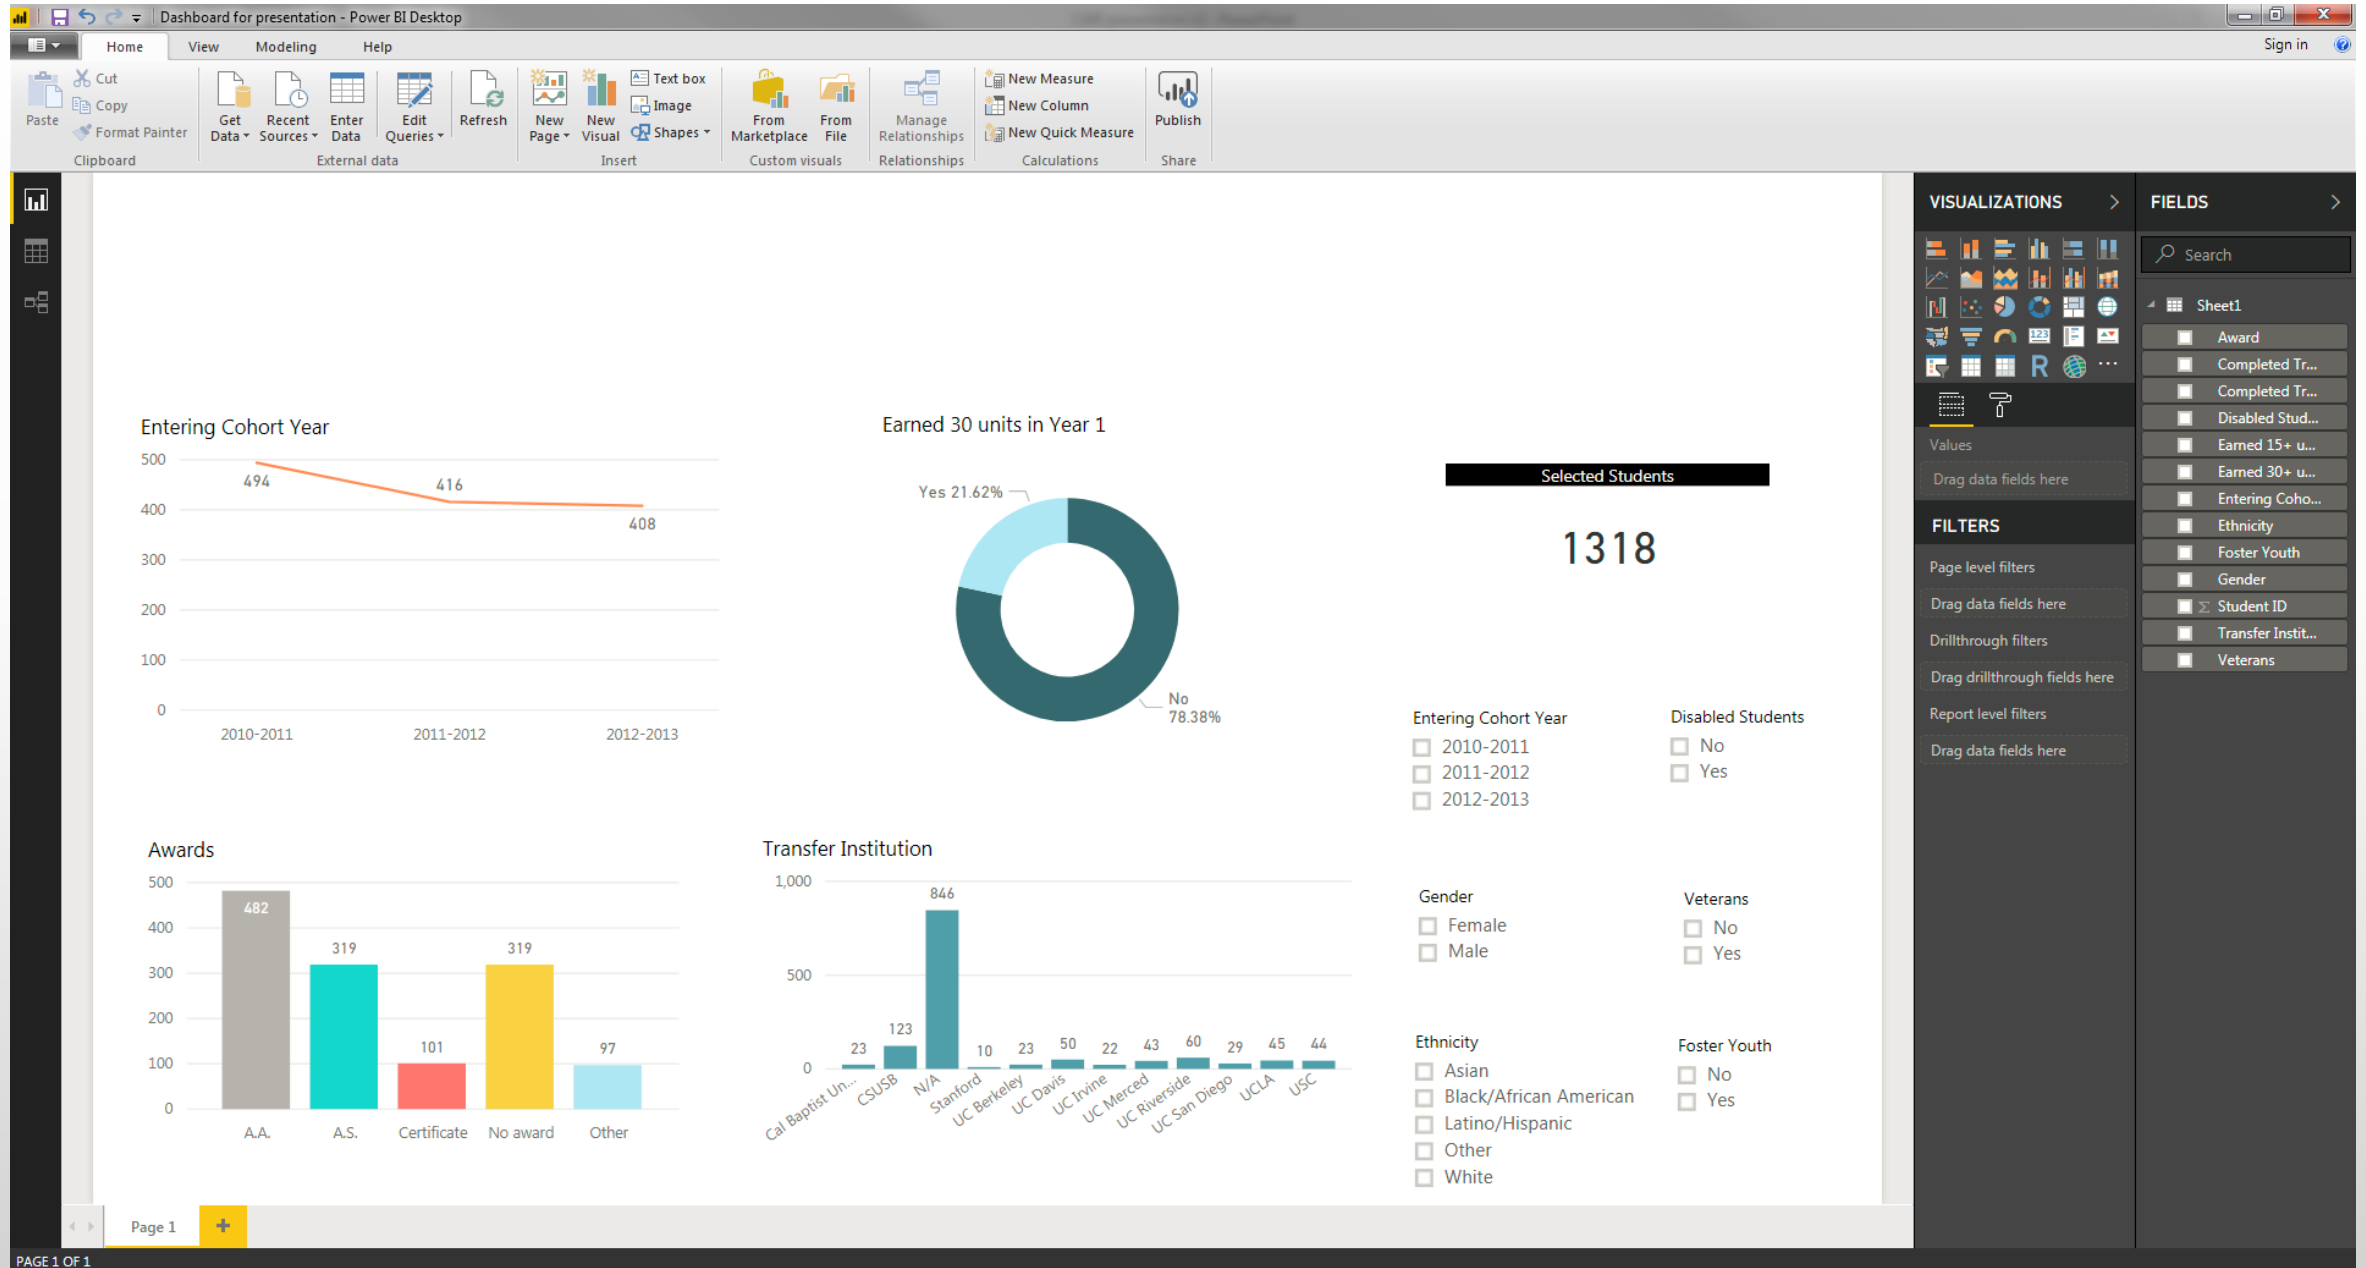 Dashboard for presentation - Power BI Desktop
Home View Modeling Help Sign in
Paste
Cut
Copy
Format Painter
Clipboard
Get Data
Recent Sources
Enter Data
Edit Queries
Refresh
External data
New Page
New Visual
Text box
Image
Shapes
Insert
From Marketplace
From File
Custom visuals
Manage Relationships
Relationships
New Measure
New Column
New Quick Measure
Calculations
Publish
Share
Entering Cohort Year
500
400
300
200
100
0
494
416
408
2010-2011 2011-2012 2012-2013
Earned 30 units in Year 1
Yes 21.62%
No
78.38%
Selected Students
1318
Awards
500
400
300
200
100
0
482
319
101
319
97
A.A. A.S. Certificate No award Other
Transfer Institution
1,000
500
0
23 123 846 10 23 50 22 43 60 29 45 44
Cal Baptist Un... CSUSB N/A Stanford UC Berkeley UC Davis UC Irvine UC Merced UC Riverside UC San Diego UCLA USC
Entering Cohort Year
2010-2011
2011-2012
2012-2013
Disabled Students
No
Yes
Gender
Female
Male
Veterans
No
Yes
Ethnicity
Asian
Black/African American
Latino/Hispanic
Other
White
Foster Youth
No
Yes
VISUALIZATIONS
123
R
Values
Drag data fields here
FILTERS
Page level filters
Drag data fields here
Drillthrough filters
Drag drillthrough fields here
Report level filters
Drag data fields here
FIELDS
Search
Sheet1
Award
Completed Tr...
Completed Tr...
Disabled Stud...
Earned 15+ u...
Earned 30+ u...
Entering Coho...
Ethnicity
Foster Youth
Gender
Σ Student ID
Transfer Instit...
Veterans
Page 1
PAGE 1 OF 1